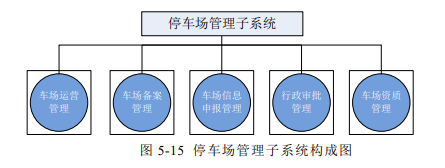 停车场管理子系统
车场运营
管理
车场备案
管理
车场信息
申报管理
行政审批
管理
车场资质
管理
图 5-15 停车场管理子系统构成图